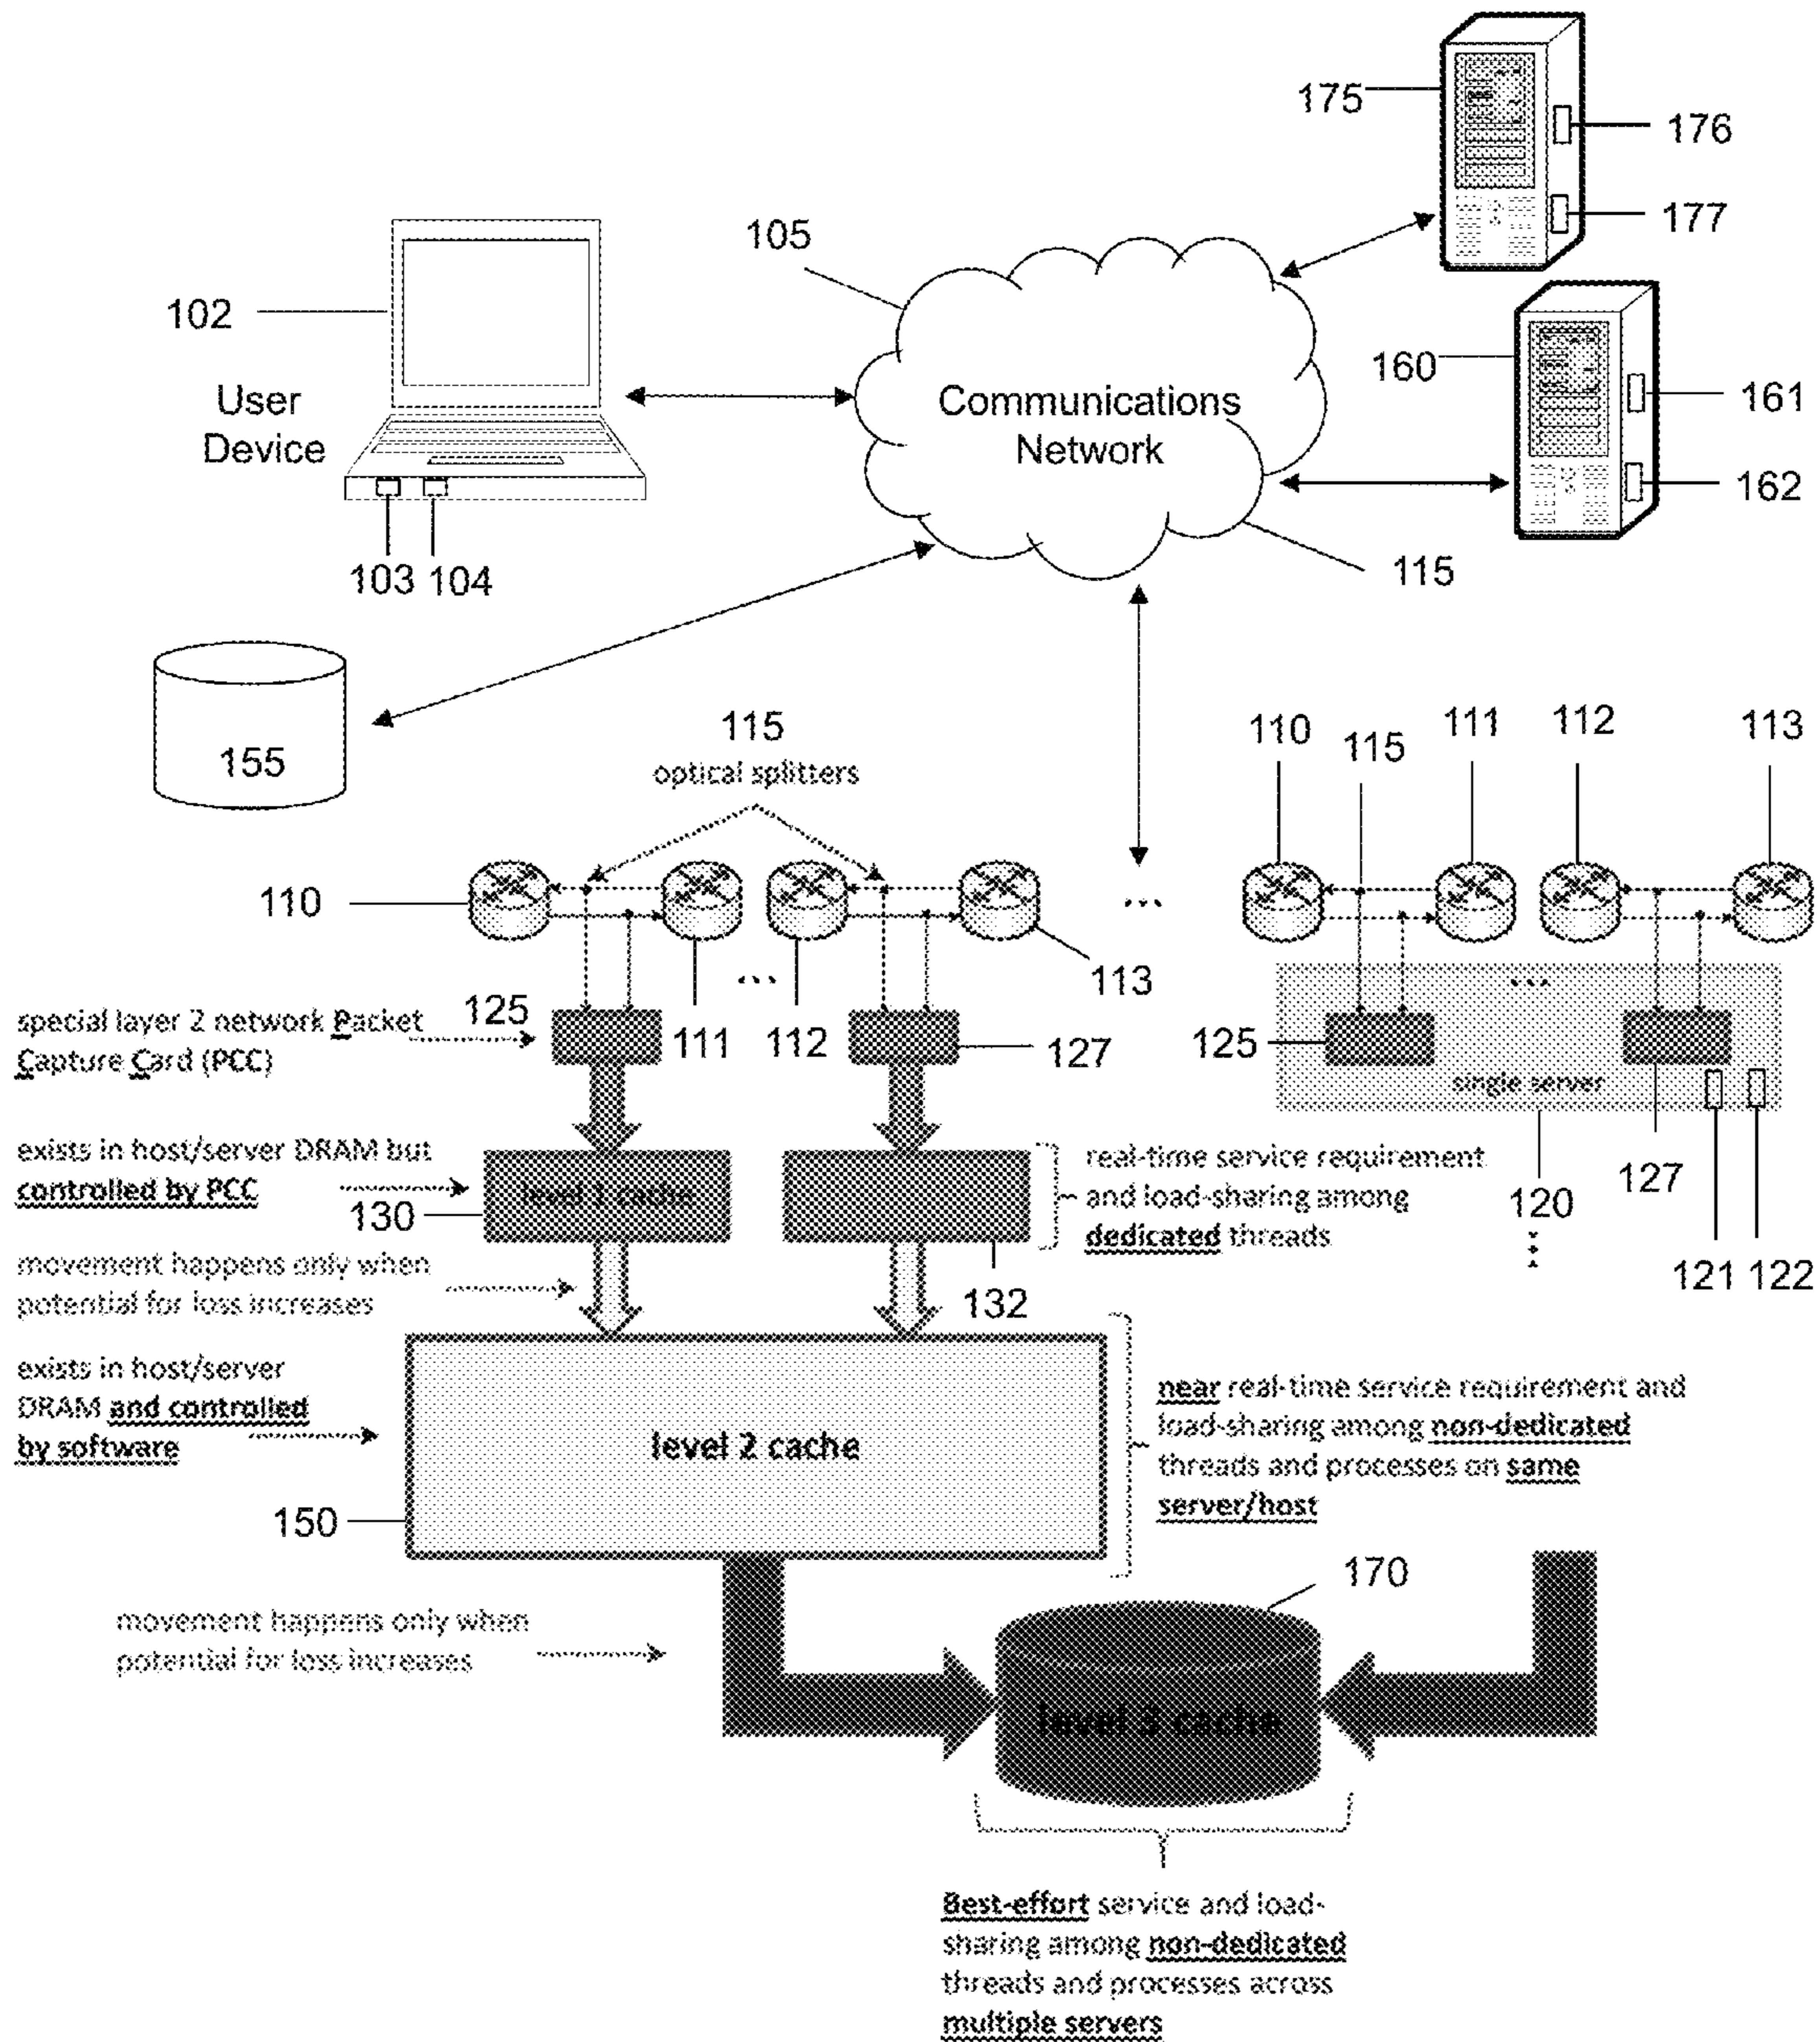 175
176
177
105
102
160
161
162
User
Device
Communications
Network
103 104
115
155
115
optical splitters
110
115
111
112
113
110
111
112
113
special layer 2 network Packet
Capture Card (PCC)
125
127
125
single server
127
120
121 122
exists in host/server DRAM but
controlled by PCC
130
level 1 cache
132
real-time service requirement
and load-sharing among
dedicated threads
movement happens only when
potential for loss increases
exists in host/server
DRAM and controlled
by software
level 2 cache
150
near real-time service requirement and
load-sharing among non-dedicated
threads and processes on same
server/host
movement happens only when
potential for loss increases
170
level 3 cache
Best-effort service and load-
sharing among non-dedicated
threads and processes across
multiple servers